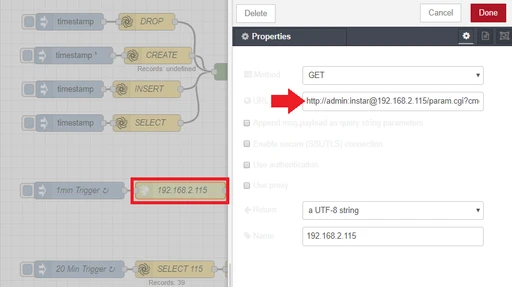 Delete
Cancel
Done
Properties
timestamp
DROP
timestamp *
CREATE
Records: undefined
timestamp
INSERT
timestamp
SELECT
1min Trigger ↻
192.168.2.115
20 Min Trigger ↻
SELECT 115
Records: 39
Method
GET
URL
http://admin:instar@192.168.2.115/param.cgi?cm
Append msg.payload as query string parameters
Enable secure (SSL/TLS) connection
Use authentication
Use proxy
Return
a UTF-8 string
Name
192.168.2.115